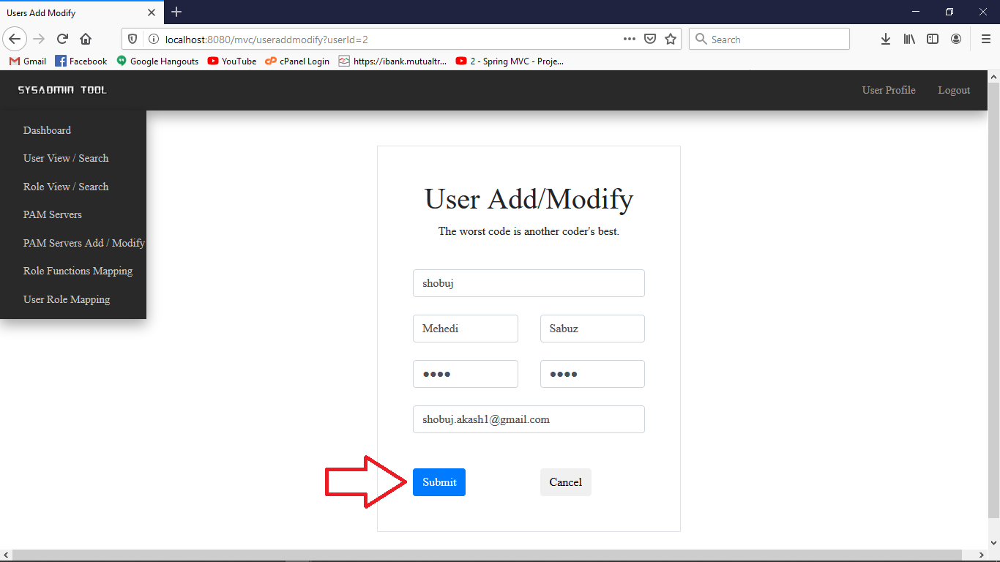 Users Add Modify
localhost:8080/mvc/useraddmodify?userId=2
Search
Gmail Facebook Google Hangouts YouTube cPanel Login https://ibank.mutualtr... 2 - Spring MVC - Proje...
SYSADMIN TOOL
User Profile Logout
Dashboard
User View / Search
Role View / Search
PAM Servers
PAM Servers Add / Modify
Role Functions Mapping
User Role Mapping
User Add/Modify
The worst code is another coder's best.
shobuj
Mehedi Sabuz
●●●● ●●●●
shobuj.akash1@gmail.com
Submit Cancel